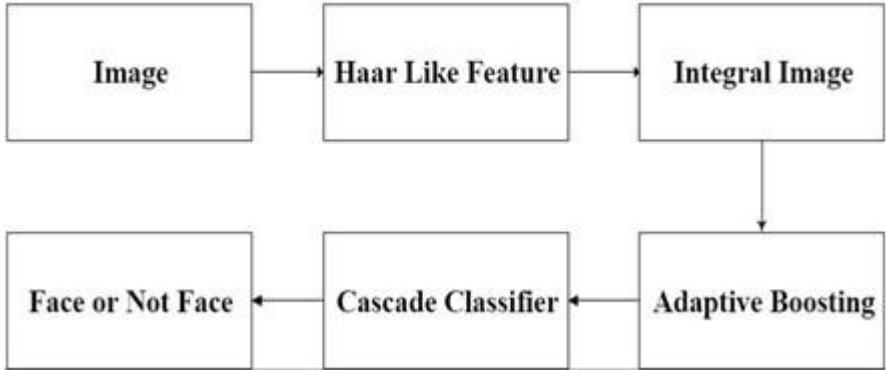 Image
Haar Like Feature
Integral Image
Adaptive Boosting
Cascade Classifier
Face or Not Face